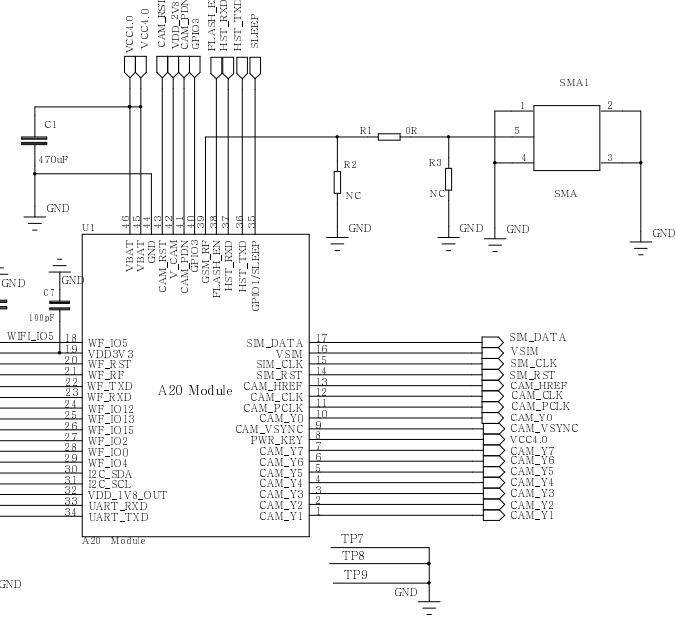 VCC4.0
VCC4.0
CAM_RST
VDD_2V8
CAM_PDN
GPIO3
FLASH_EN
HST_RXD
HST_TXD
SLEEP
SMA1
1
2
C1
R1
0R
5
470uF
R2
R3
4
3
NC
NC
SMA
GND
GND
GND
GND
GND
U1
46
45
44
43
42
41
40
39
38
37
36
35
VBAT
VBAT
GND
CAM_RST
V_CAM
CAM_PDN
GPIO3
GSM_RF
FLASH_EN
HST_RXD
HST_TXD
GPIO1/SLEEP
GND
GND
C7
100pF
WIFI_IO5
18 WF_IO5
19 VDD3V3
20 WF_RST
21 WF_RF
22 WF_TXD
23 WF_RXD
24 WF_IO12
25 WF_IO13
26 WF_IO15
27 WF_IO2
28 WF_IO0
29 WF_IO4
30 I2C_SDA
31 I2C_SCL
32 VDD_1V8_OUT
33 UART_RXD
34 UART_TXD
A20 Module
SIM_DATA 17 SIM_DATA
VSIM 16 VSIM
SIM_CLK 15 SIM_CLK
SIM_RST 14 SIM_RST
CAM_HREF 13 CAM_HREF
CAM_CLK 12 CAM_CLK
CAM_PCLK 11 CAM_PCLK
CAM_Y0 10 CAM_Y0
CAM_VSYNC 9 CAM_VSYNC
PWR_KEY 8 VCC4.0
CAM_Y7 7 CAM_Y7
CAM_Y6 6 CAM_Y6
CAM_Y5 5 CAM_Y5
CAM_Y4 4 CAM_Y4
CAM_Y3 3 CAM_Y3
CAM_Y2 2 CAM_Y2
CAM_Y1 1 CAM_Y1
A20 Module
TP7
TP8
TP9
GND
GND